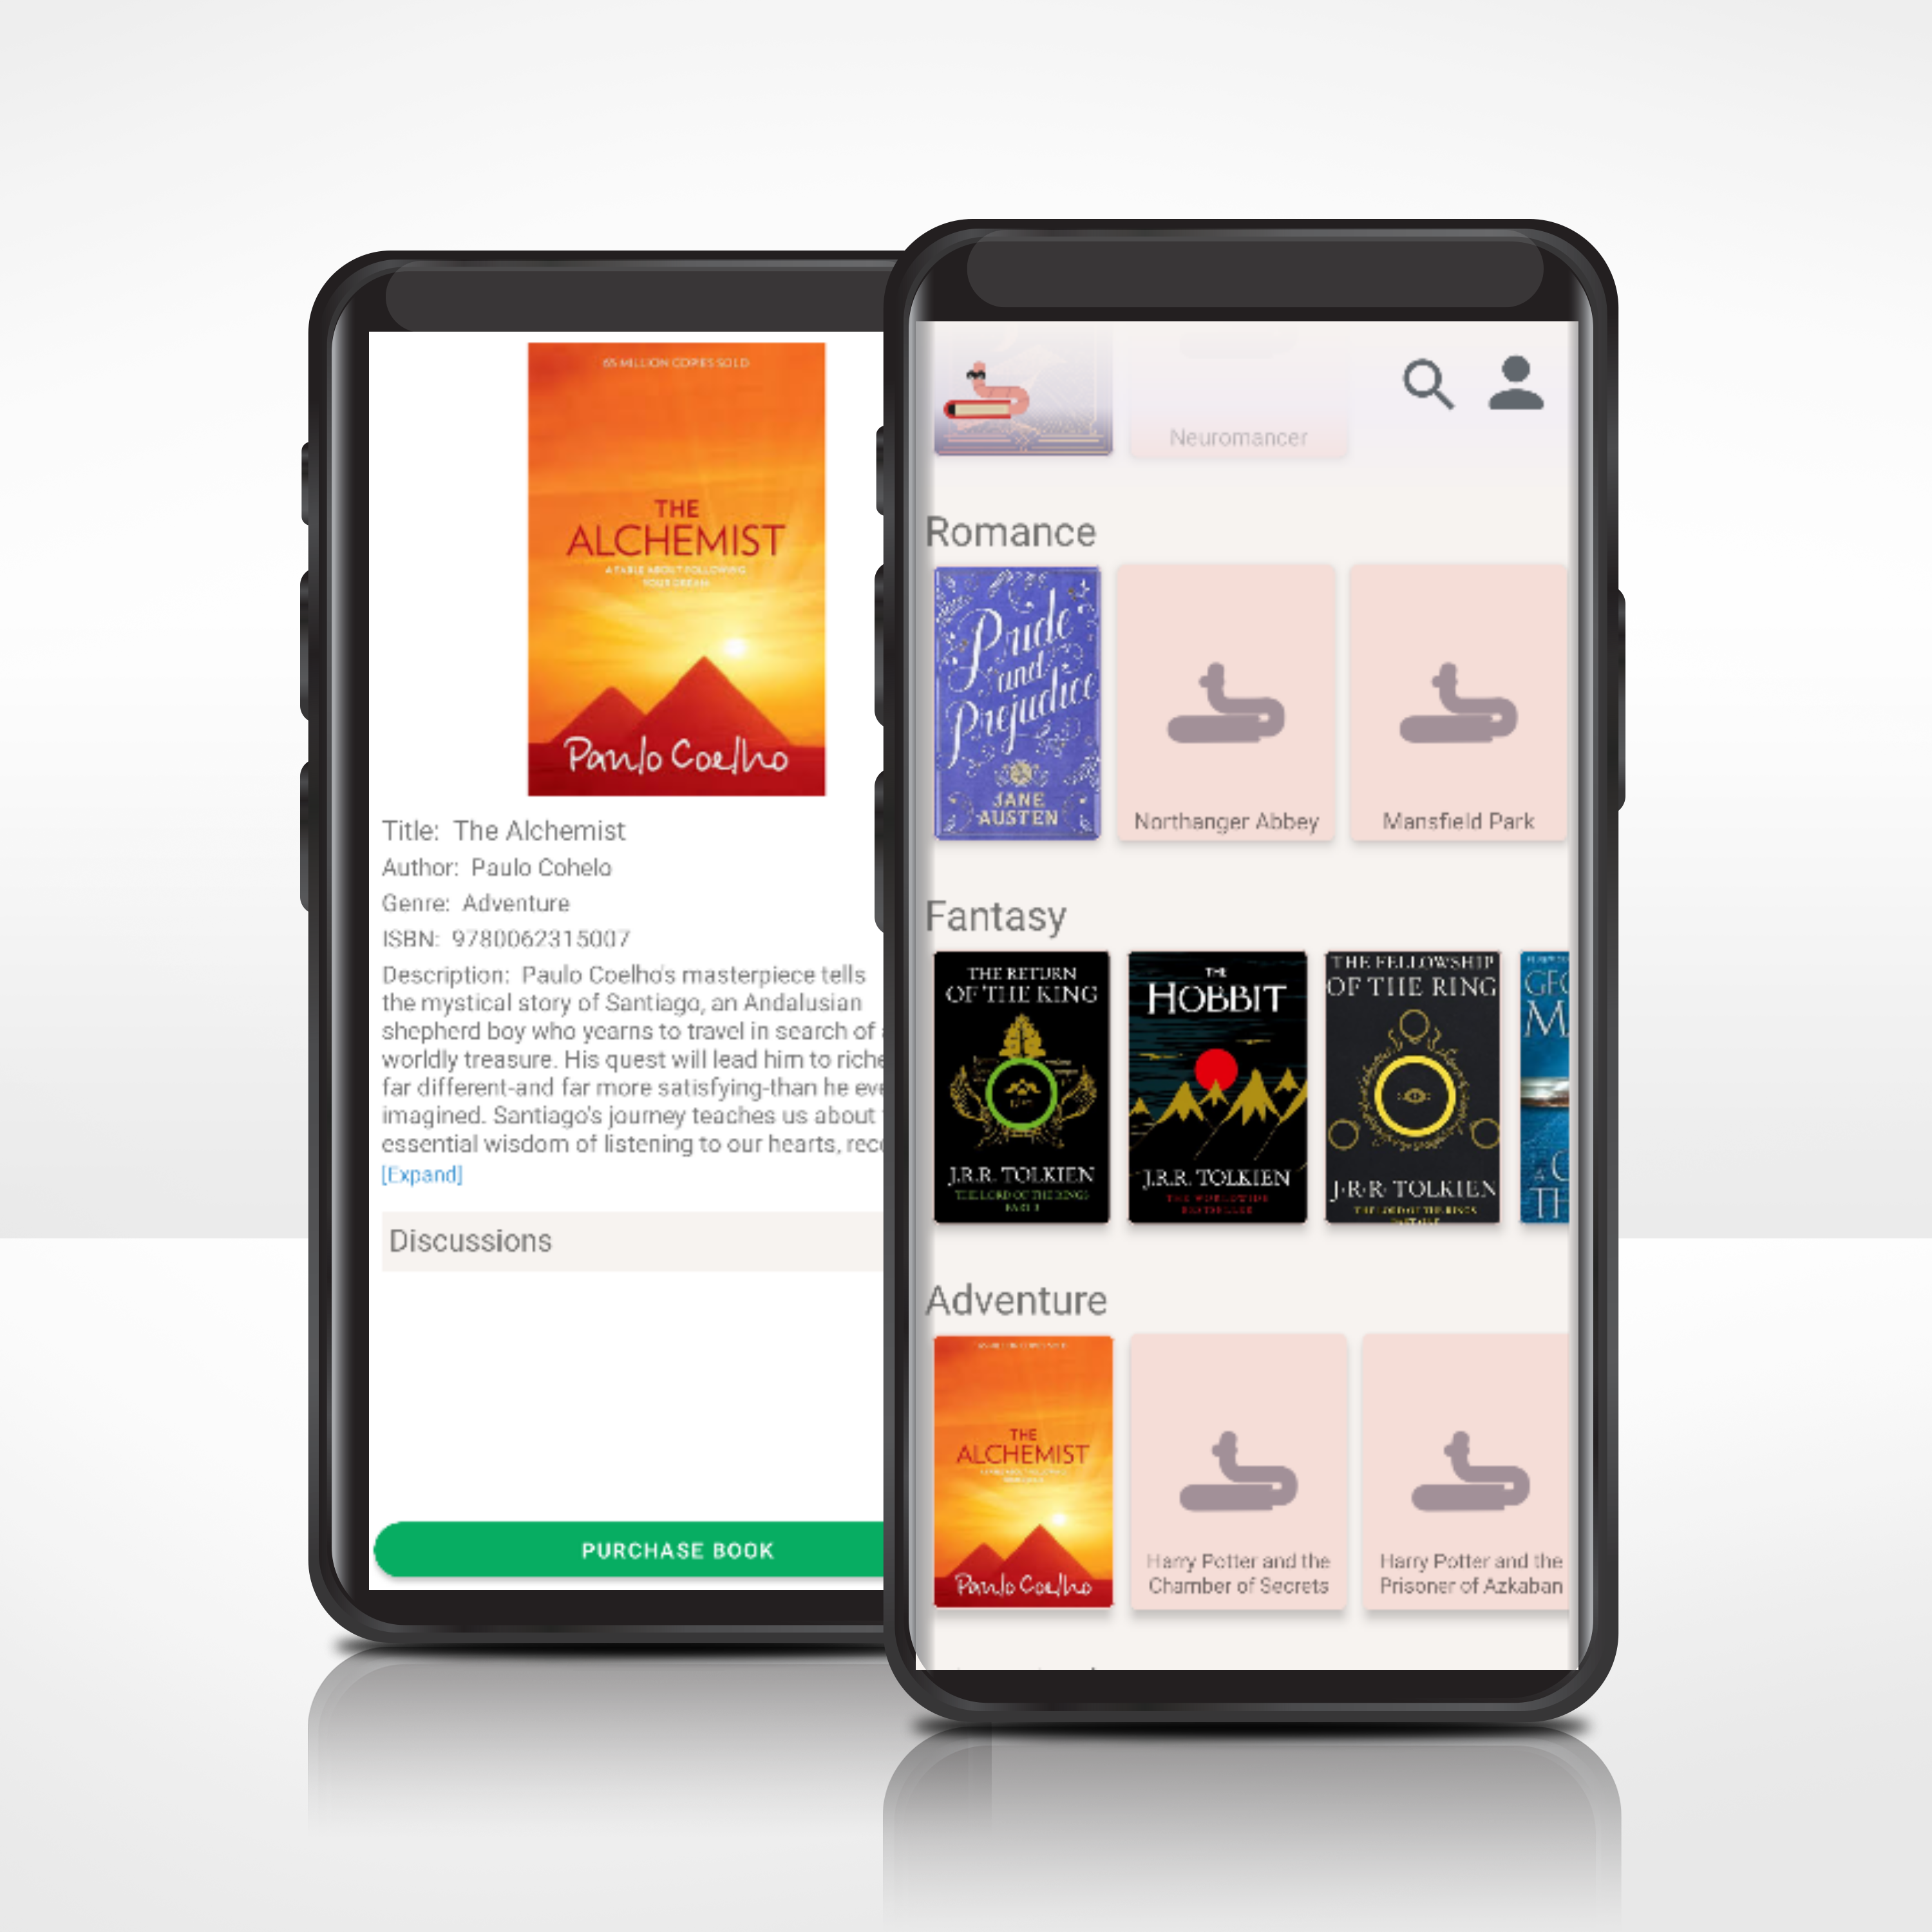 65 MILLION COPIES SOLD
THE
ALCHEMIST
A FABLE ABOUT FOLLOWING
YOUR DREAM
Paulo Coelho
Title: The Alchemist
Author: Paulo Cohelo
Genre: Adventure
ISBN: 9780062315007
Description: Paulo Coelho's masterpiece tells
the mystical story of Santiago, an Andalusian
shepherd boy who yearns to travel in search of
worldly treasure. His quest will lead him to riche
far different-and far more satisfying-than he eve
imagined. Santiago's journey teaches us about
essential wisdom of listening to our hearts, rec
[Expand]
Discussions
PURCHASE BOOK
Neuromancer
Romance
Pride
and
Prejudice
JANE
AUSTEN
Northanger Abbey
Mansfield Park
Fantasy
THE RETURN
OF THE KING
J.R.R. TOLKIEN
THE LORD OF THE RINGS
PART 3
THE
HOBBIT
J.R.R. TOLKIEN
THE WORLDWIDE
BESTSELLER
THE FELLOWSHIP
OF THE RING
J·R·R· TOLKIEN
THE LORD OF THE RINGS
GEO
M
TH
Adventure
THE
ALCHEMIST
Paulo Coelho
Harry Potter and the
Chamber of Secrets
Harry Potter and the
Prisoner of Azkaban